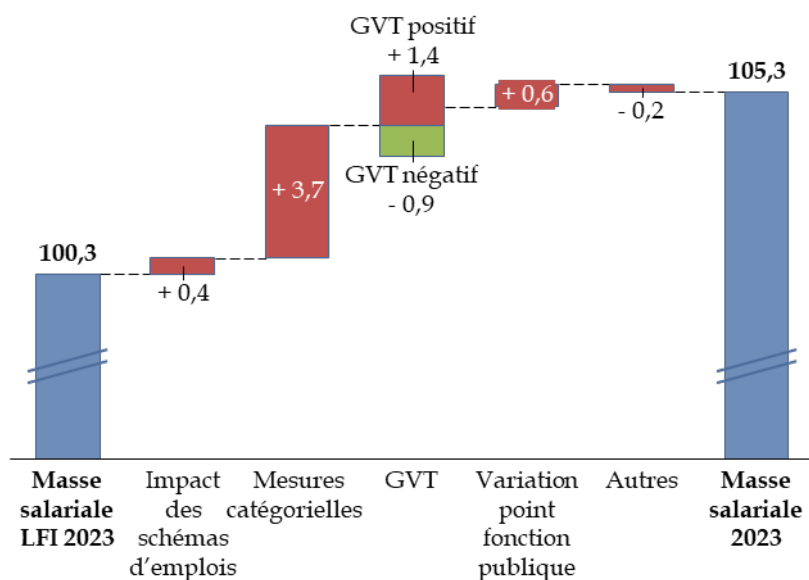 GVT positif
+ 1,4
105,3
+ 0,6
- 0,2
+ 3,7
GVT négatif
- 0,9
100,3
+ 0,4
Masse
salariale
LFI 2023
Impact
des
schémas
d'emplois
Mesures
catégorielles
GVT
Variation
point
fonction
publique
Autres
Masse
salariale
2023